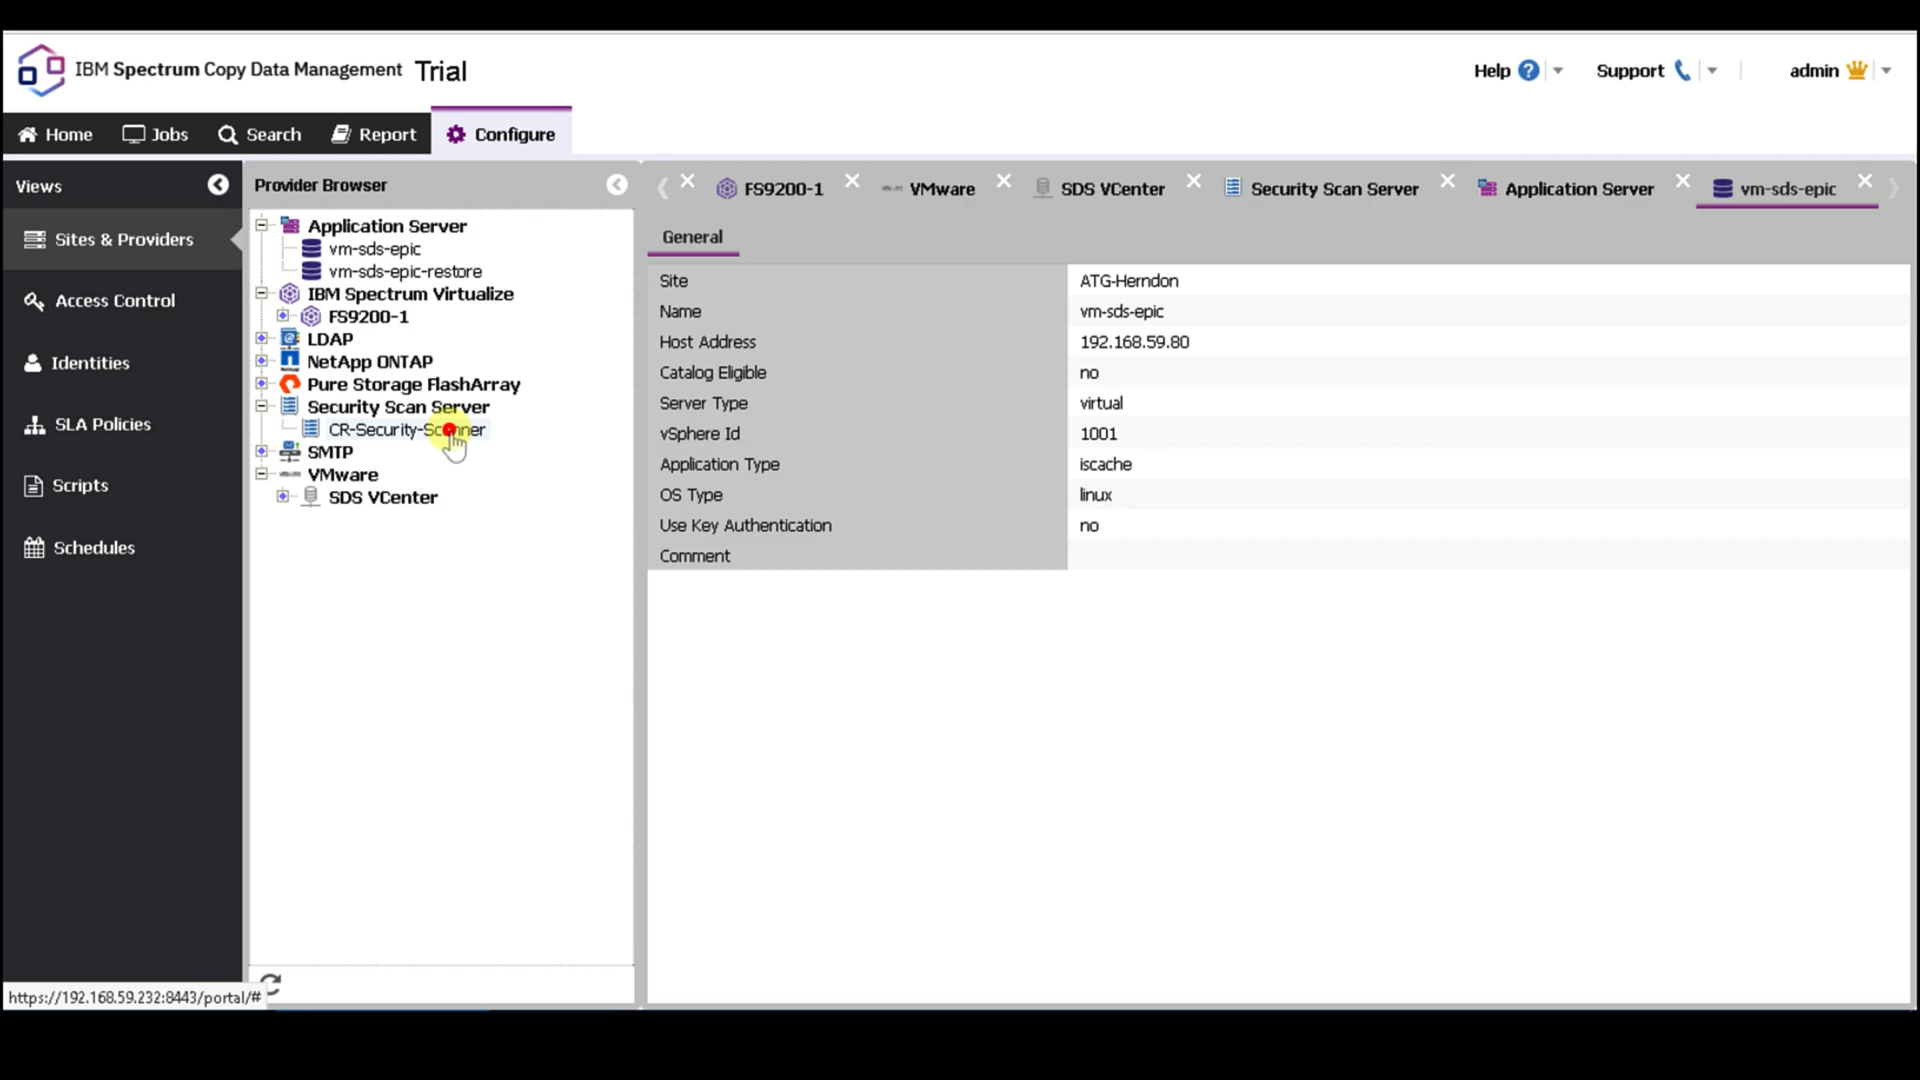 IBM Spectrum Copy Data Management Trial
Help
Support
admin
Home
Jobs
Search
Report
Configure
Views
Sites & Providers
Access Control
Identities
SLA Policies
Scripts
Schedules
Provider Browser
Application Server
vm-sds-epic
vm-sds-epic-restore
IBM Spectrum Virtualize
FS9200-1
LDAP
NetApp ONTAP
Pure Storage FlashArray
Security Scan Server
CR-Security-Scanner
SMTP
VMware
SDS VCenter
FS9200-1
VMware
SDS VCenter
Security Scan Server
Application Server
vm-sds-epic
General
Site ATG-Herndon
Name vm-sds-epic
Host Address 192.168.59.80
Catalog Eligible no
Server Type virtual
vSphere Id 1001
Application Type iscache
OS Type linux
Use Key Authentication no
Comment
https://192.168.59.232:8443/portal/#